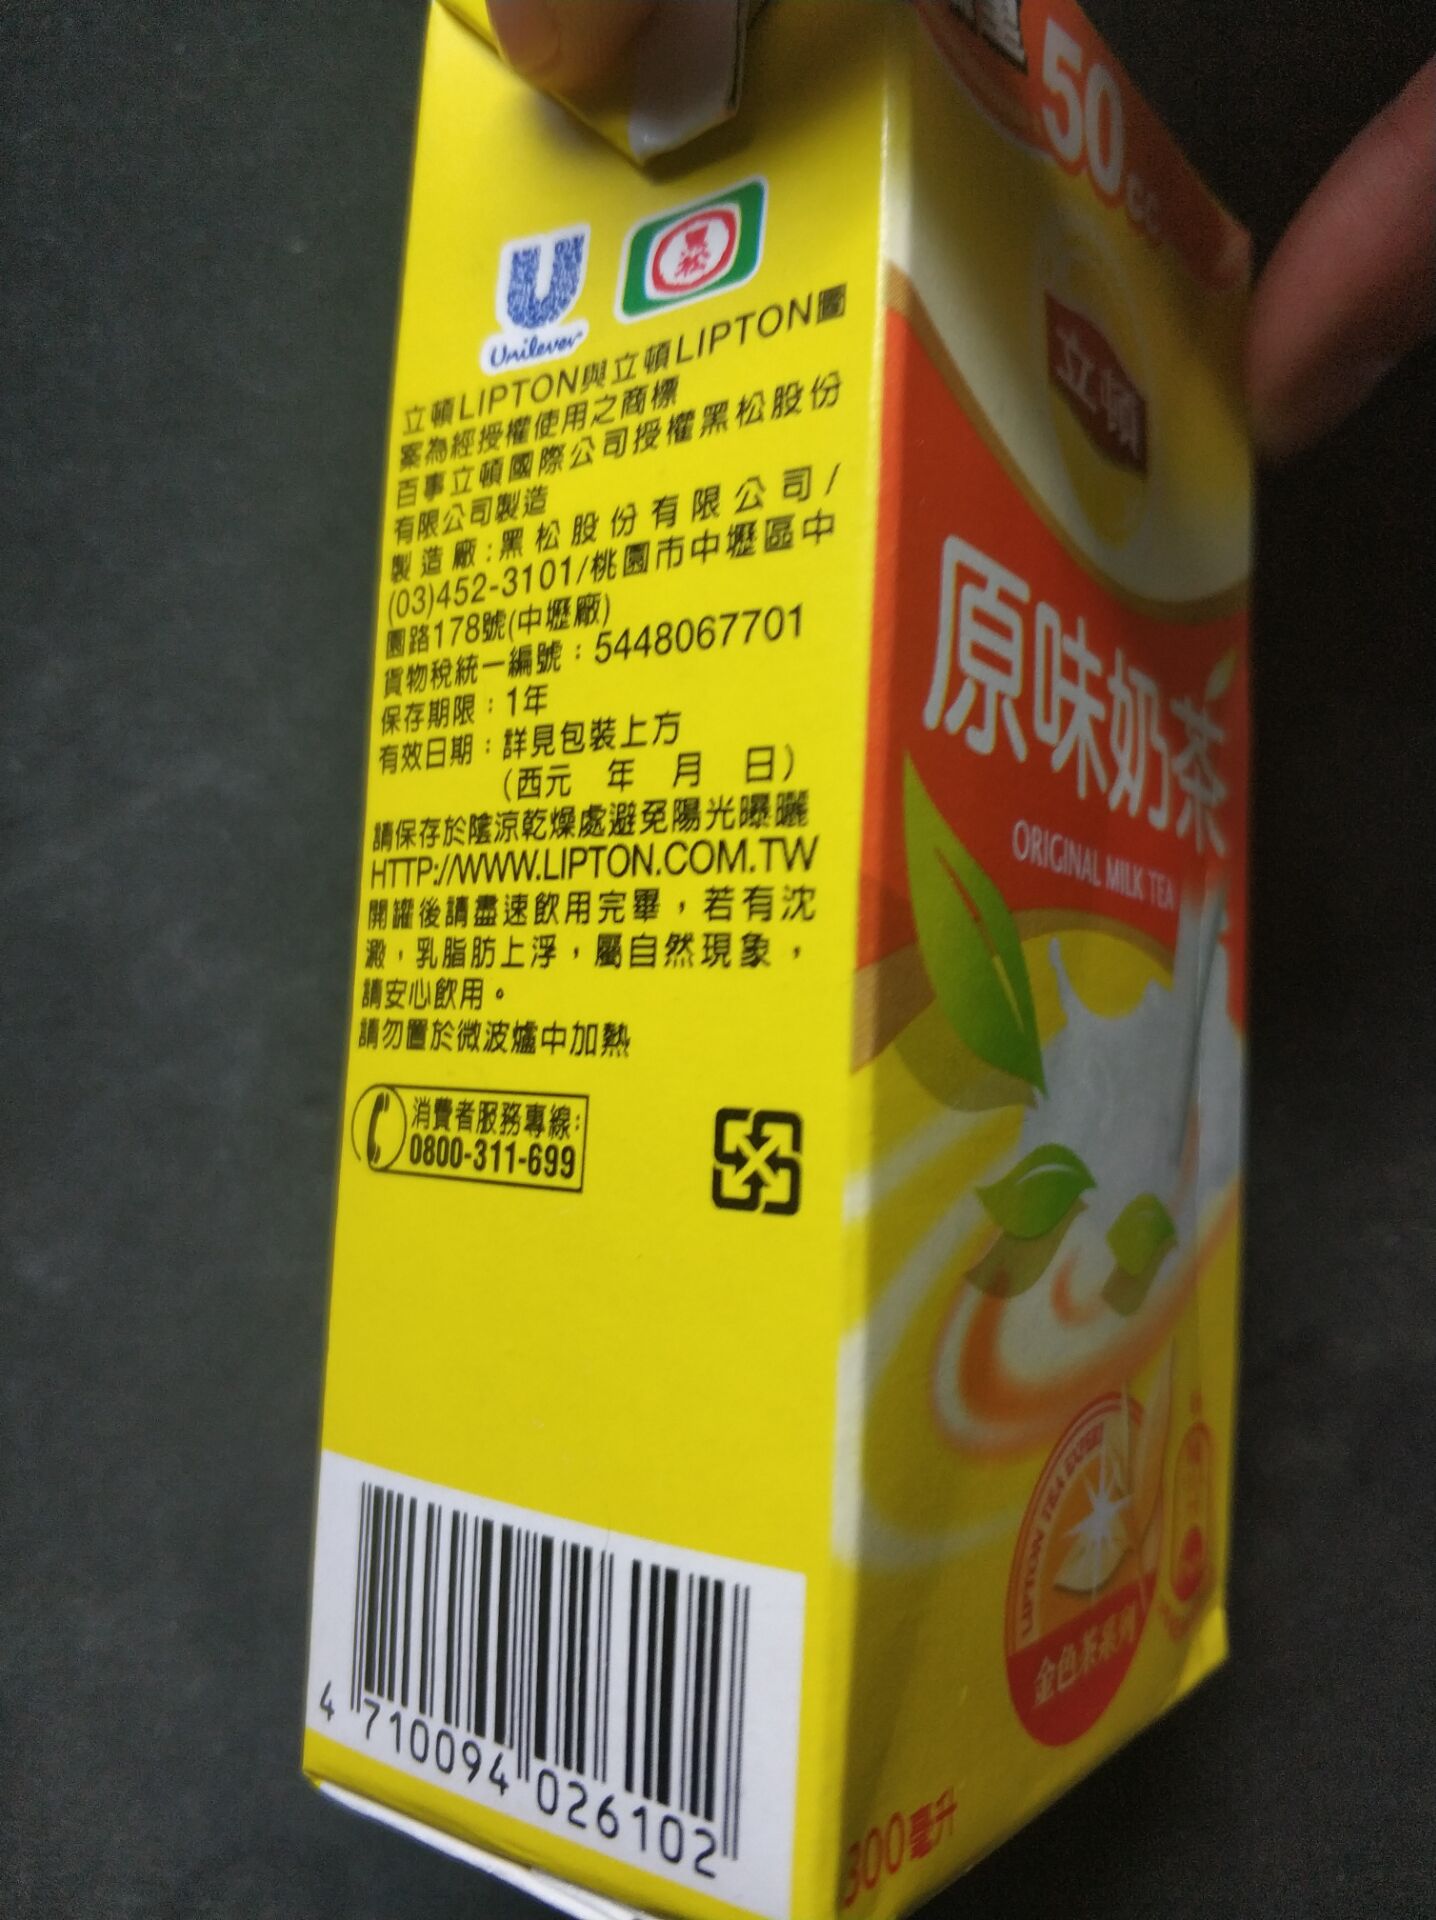 Unilever
黑松
立頓LIPTON與立頓LIPTON圖
案為經授權使用之商標
百事立頓國際公司授權黑松股份
有限公司製造
製造廠:黑松股份有限公司/
(03)452-3101/桃園市中壢區中
園路178號(中壢廠)
貨物稅統一編號:5448067701
保存期限:1年
有效日期:詳見包裝上方
(西元 年 月 日)
請保存於陰涼乾燥處避免陽光曝曬
HTTP://WWW.LIPTON.COM.TW
開罐後請盡速飲用完畢,若有沈
澱,乳脂肪上浮,屬自然現象,
請安心飲用。
請勿置於微波爐中加熱
消費者服務專線:
0800-311-699
4 710094 026102
50cc
立頓
原味奶茶
ORIGINAL MILK TEA
LIPTON TEA
金色茶系列
300毫升